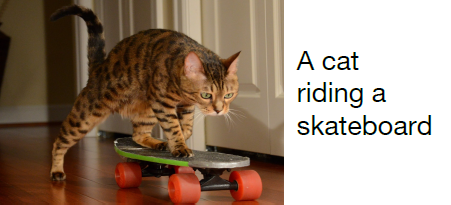 A cat
riding a
skateboard